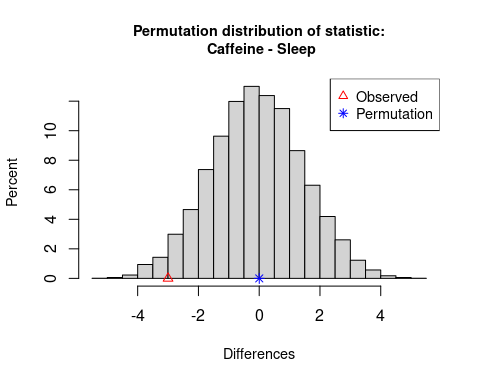 Permutation distribution of statistic:
Caffeine - Sleep
Observed
Permutation
Percent
10
8
6
4
2
0
-4 -2 0 2 4
Differences